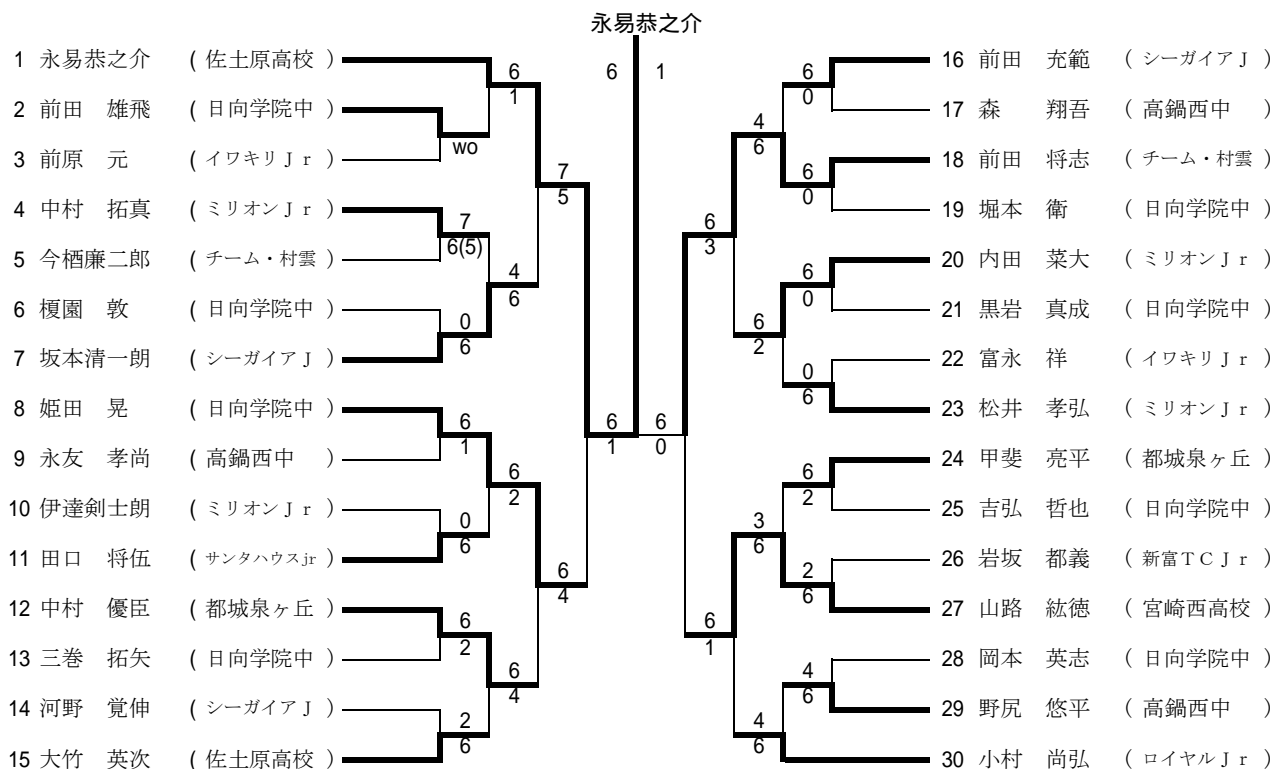 永易恭之介
6 1
1 永易恭之介 ( 佐土原高校 )
2 前田 雄飛 ( 日向学院中 )
3 前原 元 ( イワキリＪｒ )
4 中村 拓真 ( ミリオンＪｒ )
5 今栖廉二郎 ( チーム・村雲 )
6 榎園 敦 ( 日向学院中 )
7 坂本清一朗 ( シーガイアＪ )
8 姫田 晃 ( 日向学院中 )
9 永友 孝尚 ( 高鍋西中 )
10 伊達剣士朗 ( ミリオンＪｒ )
11 田口 将伍 ( サンタハウスjr )
12 中村 優臣 ( 都城泉ヶ丘 )
13 三巻 拓矢 ( 日向学院中 )
14 河野 覚伸 ( シーガイアＪ )
15 大竹 英次 ( 佐土原高校 )
6
1
wo
7
5
7
6(5)
4
6
0
6
6
1
6
2
0
6
6
4
6
2
6
4
2
6
6
1
6
0
16 前田 充範 ( シーガイアＪ )
17 森 翔吾 ( 高鍋西中 )
18 前田 将志 ( チーム・村雲 )
19 堀本 衛 ( 日向学院中 )
20 内田 菜大 ( ミリオンＪｒ )
21 黒岩 真成 ( 日向学院中 )
22 富永 祥 ( イワキリＪｒ )
23 松井 孝弘 ( ミリオンＪｒ )
24 甲斐 亮平 ( 都城泉ヶ丘 )
25 吉弘 哲也 ( 日向学院中 )
26 岩坂 都義 ( 新富ＴＣＪｒ )
27 山路 紘徳 ( 宮崎西高校 )
28 岡本 英志 ( 日向学院中 )
29 野尻 悠平 ( 高鍋西中 )
30 小村 尚弘 ( ロイヤルＪｒ )
6
0
4
6
6
0
6
3
6
0
6
2
0
6
6
2
3
6
2
6
6
1
4
6
4
6